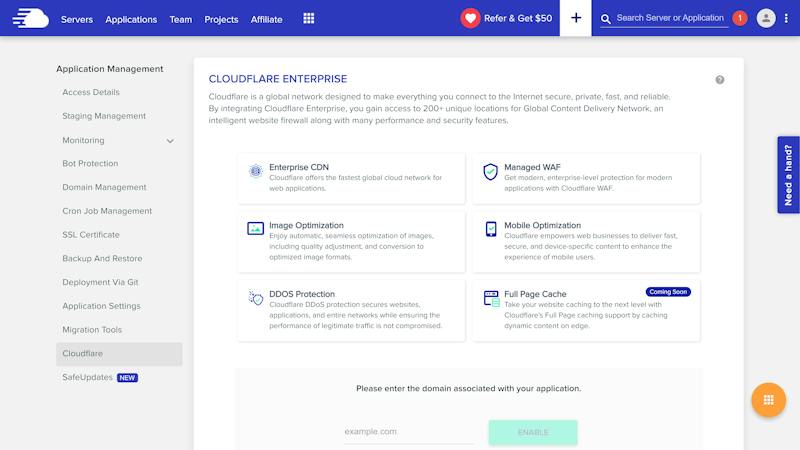 Servers Applications Team Projects Affiliate Refer & Get $50 + Search Server or Application 1
Application Management
Access Details
Staging Management
Monitoring
Bot Protection
Domain Management
Cron Job Management
SSL Certificate
Backup And Restore
Deployment Via Git
Application Settings
Migration Tools
Cloudflare
SafeUpdates NEW
CLOUDFLARE ENTERPRISE ?
Cloudflare is a global network designed to make everything you connect to the Internet secure, private, fast, and reliable.
By integrating Cloudflare Enterprise, you gain access to 200+ unique locations for Global Content Delivery Network, an
intelligent website firewall along with many performance and security features.
Enterprise CDN
Cloudflare offers the fastest global cloud network for
web applications.
Managed WAF
Get modern, enterprise-level protection for modern
applications with Cloudflare WAF.
Image Optimization
Enjoy automatic, seamless optimization of images,
including quality adjustment, and conversion to
optimized image formats.
Mobile Optimization
Cloudflare empowers web businesses to deliver fast,
secure, and device-specific content to enhance the
experience of mobile users.
DDOS Protection
Cloudflare DDoS protection secures websites,
applications, and entire networks while ensuring the
performance of legitimate traffic is not compromised.
Full Page Cache Coming Soon
Take your website caching to the next level with
Cloudflare's Full Page caching support by caching
dynamic content on edge.
Please enter the domain associated with your application.
example.com ENABLE
Need a hand?